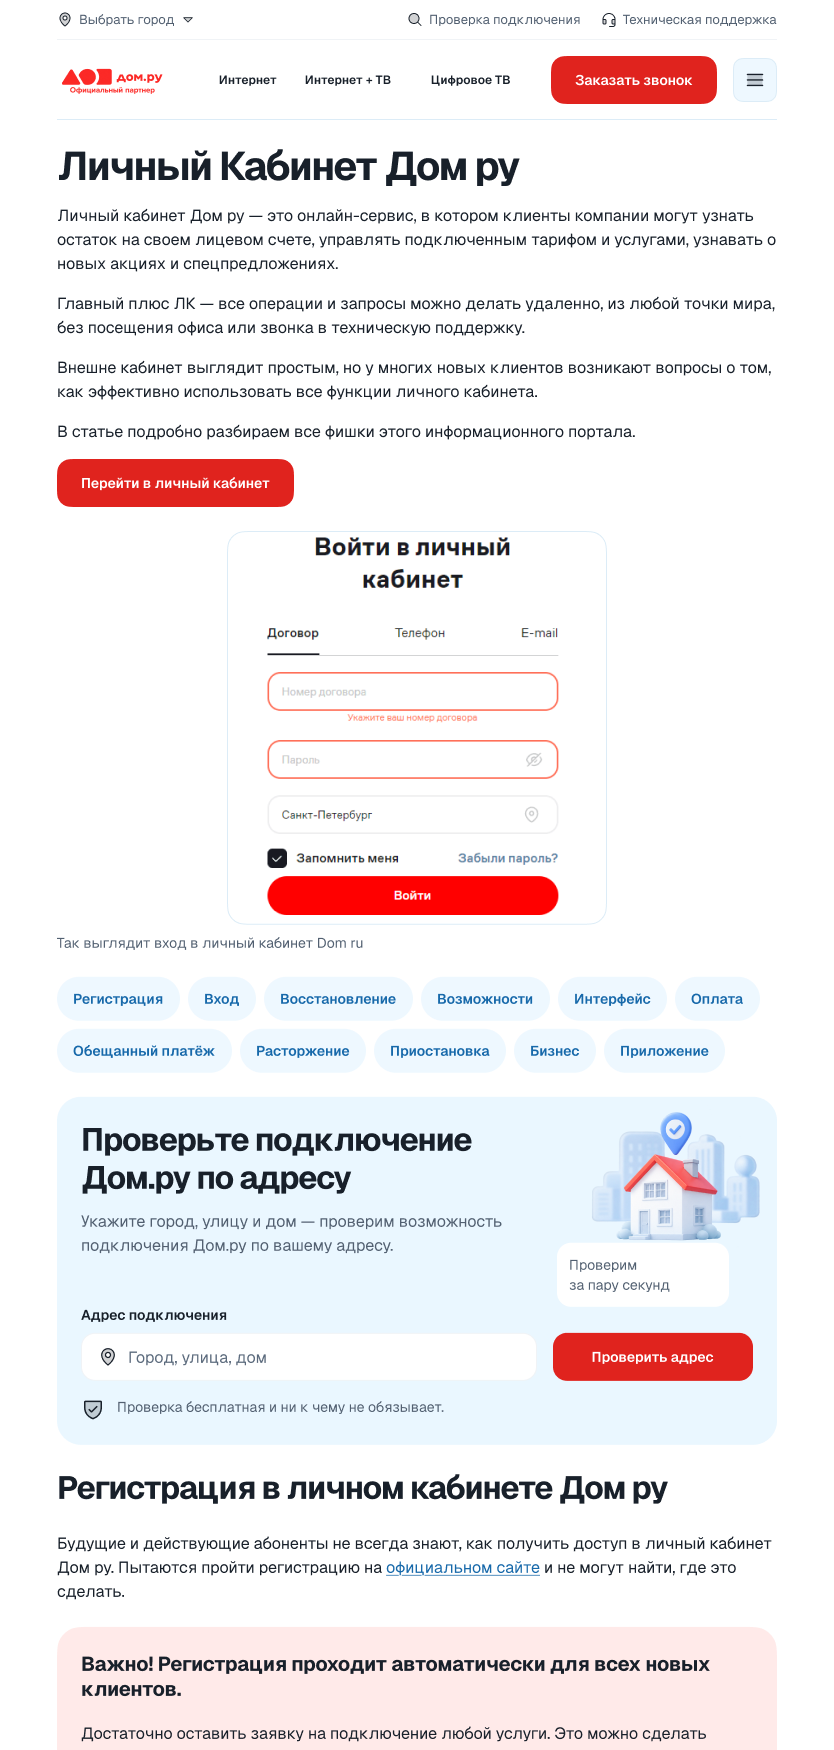 Выбрать город
Проверка подключения
Техническая поддержка
дом.ру
Официальный партнер
Интернет
Интернет + ТВ
Цифровое ТВ
Заказать звонок
Личный Кабинет Дом ру
Личный кабинет Дом ру — это онлайн-сервис, в котором клиенты компании могут узнать
остаток на своем лицевом счете, управлять подключенным тарифом и услугами, узнавать о
новых акциях и спецпредложениях.
Главный плюс ЛК — все операции и запросы можно делать удаленно, из любой точки мира,
без посещения офиса или звонка в техническую поддержку.
Внешне кабинет выглядит простым, но у многих новых клиентов возникают вопросы о том,
как эффективно использовать все функции личного кабинета.
В статье подробно разбираем все фишки этого информационного портала.
Перейти в личный кабинет
Войти в личный
кабинет
Договор
Телефон
E-mail
Номер договора
Укажите ваш номер договора
Пароль
Санкт-Петербург
Запомнить меня
Забыли пароль?
Войти
Так выглядит вход в личный кабинет Dom ru
Регистрация
Вход
Восстановление
Возможности
Интерфейс
Оплата
Обещанный платёж
Расторжение
Приостановка
Бизнес
Приложение
Проверьте подключение
Дом.ру по адресу
Укажите город, улицу и дом — проверим возможность
подключения Дом.ру по вашему адресу.
Проверим
за пару секунд
Адрес подключения
Город, улица, дом
Проверить адрес
Проверка бесплатная и ни к чему не обязывает.
Регистрация в личном кабинете Дом ру
Будущие и действующие абоненты не всегда знают, как получить доступ в личный кабинет
Дом ру. Пытаются пройти регистрацию на официальном сайте и не могут найти, где это
сделать.
Важно! Регистрация проходит автоматически для всех новых
клиентов.
Достаточно оставить заявку на подключение любой услуги. Это можно сделать